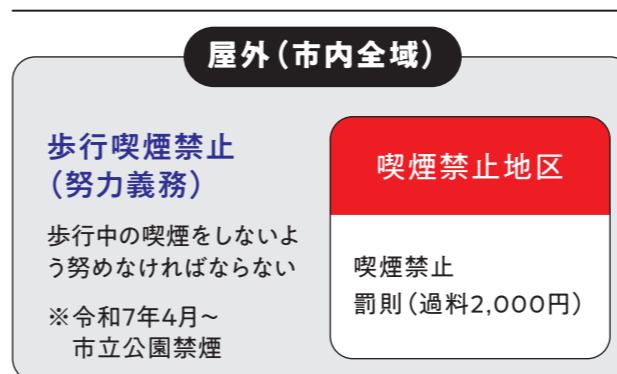 屋外（市内全域）
歩行喫煙禁止
（努力義務）
歩行中の喫煙をしないよ
う努めなければならない
※令和7年4月～
市立公園禁煙
喫煙禁止地区
喫煙禁止
罰則（過料2,000円）